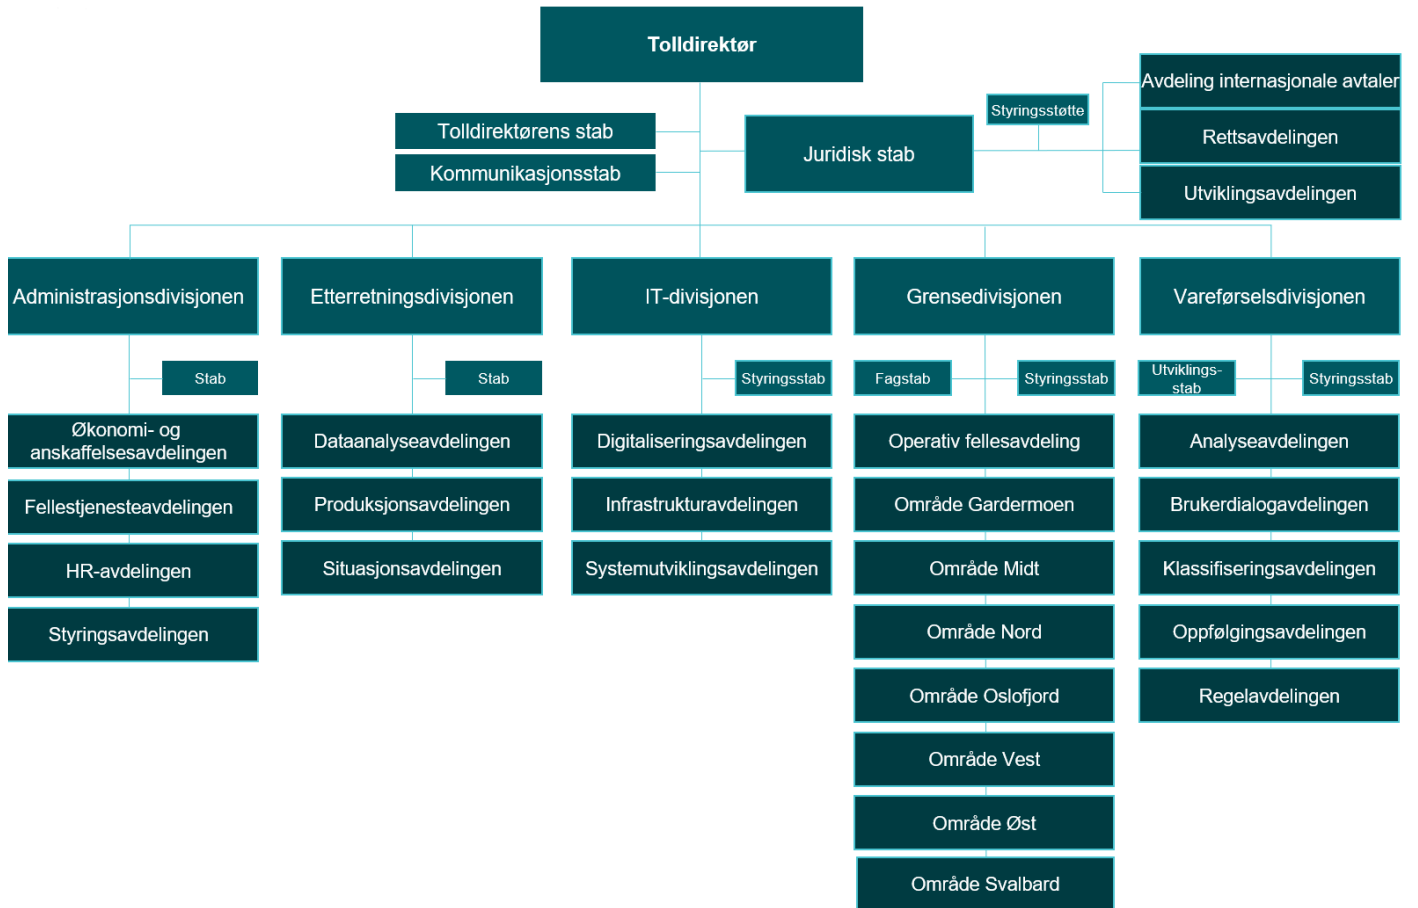 Tolldirektør
Tolldirektørens stab
Kommunikasjonsstab
Juridisk stab
Styringsstøtte
Avdeling internasjonale avtaler
Rettsavdelingen
Utviklingsavdelingen
Administrasjonsdivisjonen
Stab
Økonomi- og
anskaffelsesavdelingen
Fellestjenesteavdelingen
HR-avdelingen
Styringsavdelingen
Etterretningsdivisjonen
Stab
Dataanalyseavdelingen
Produksjonsavdelingen
Situasjonsavdelingen
IT-divisjonen
Styringsstab
Digitaliseringsavdelingen
Infrastrukturavdelingen
Systemutviklingsavdelingen
Grensedivisjonen
Fagstab
Styringsstab
Operativ fellesavdeling
Område Gardermoen
Område Midt
Område Nord
Område Oslofjord
Område Vest
Område Øst
Område Svalbard
Vareførselsdivisjonen
Utviklings-
stab
Styringsstab
Analyseavdelingen
Brukerdialogavdelingen
Klassifiseringsavdelingen
Oppfølgingsavdelingen
Regelavdelingen